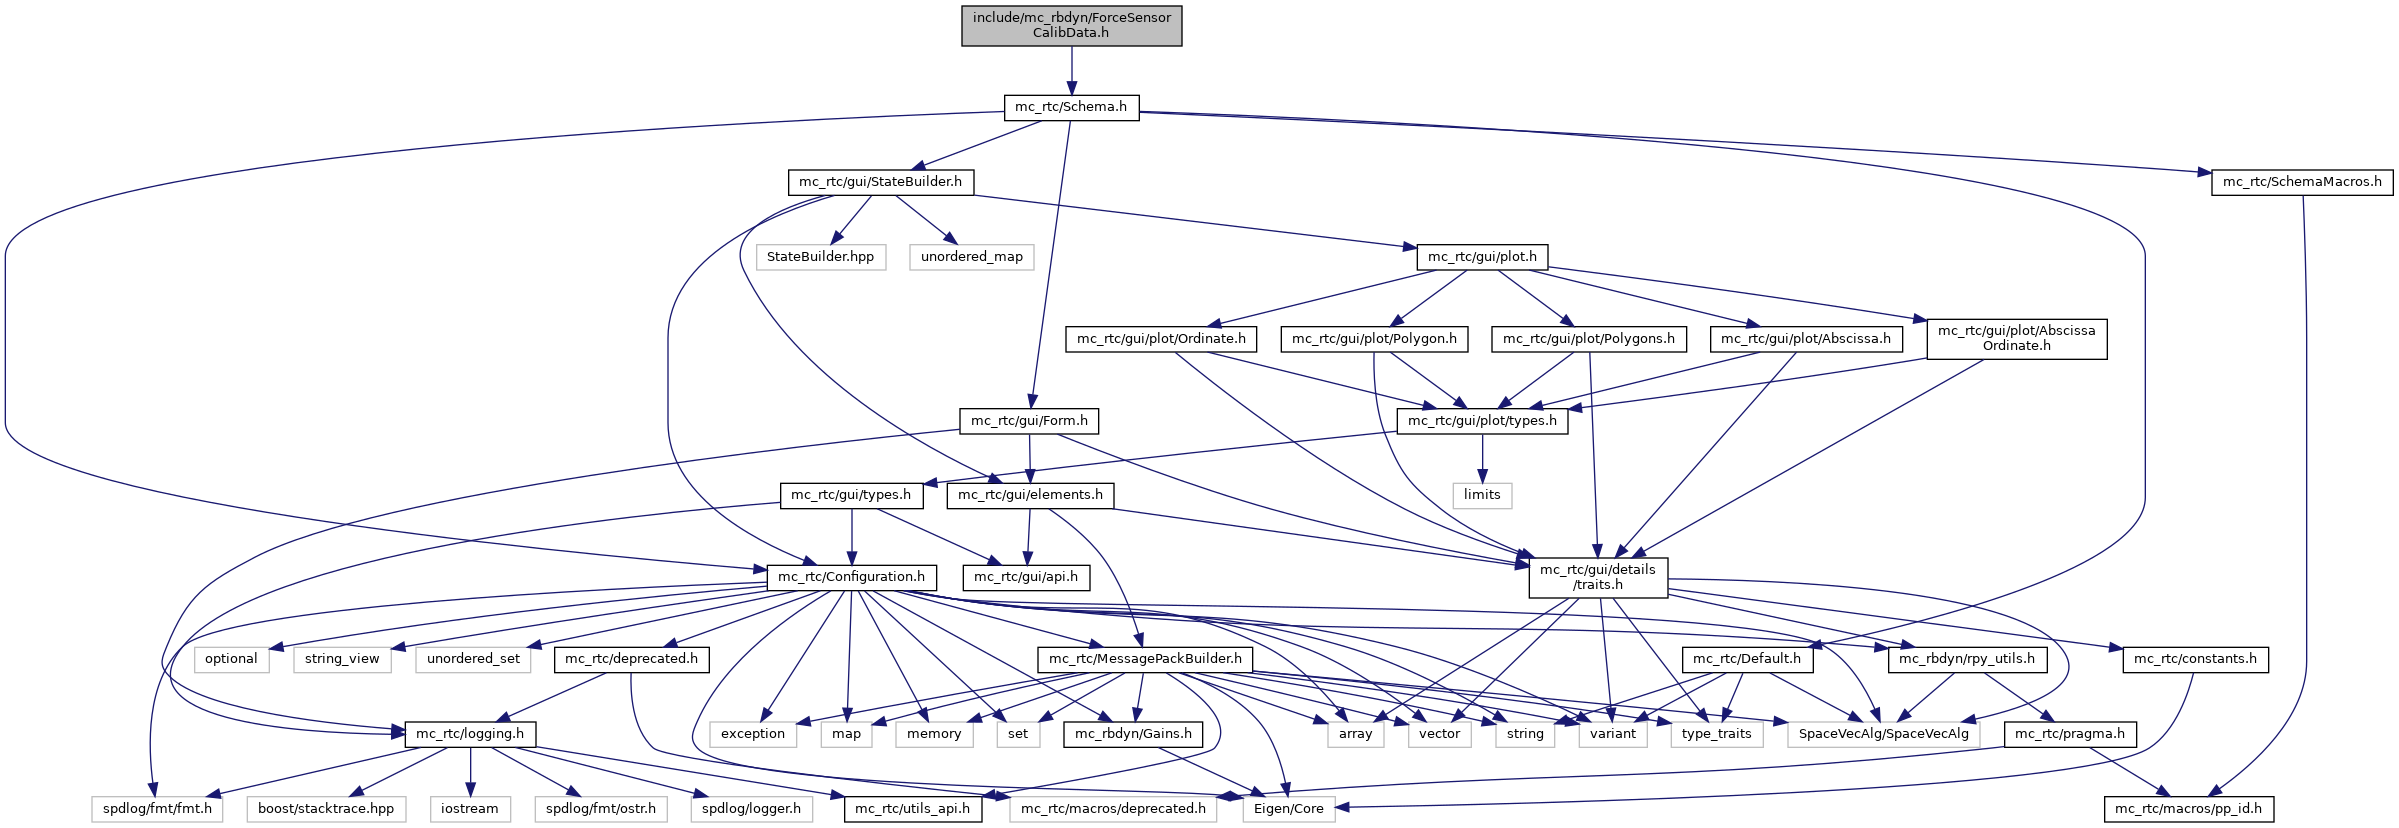 include/mc_rbdyn/ForceSensor
CalibData.h
mc_rtc/Schema.h
mc_rtc/gui/StateBuilder.h
mc_rtc/SchemaMacros.h
StateBuilder.hpp
unordered_map
mc_rtc/gui/plot.h
mc_rtc/gui/plot/Ordinate.h
mc_rtc/gui/plot/Polygon.h
mc_rtc/gui/plot/Polygons.h
mc_rtc/gui/plot/Abscissa.h
mc_rtc/gui/plot/Abscissa
Ordinate.h
mc_rtc/gui/Form.h
mc_rtc/gui/plot/types.h
mc_rtc/gui/types.h
mc_rtc/gui/elements.h
limits
mc_rtc/Configuration.h
mc_rtc/gui/api.h
mc_rtc/gui/details
/traits.h
optional
string_view
unordered_set
mc_rtc/deprecated.h
mc_rtc/MessagePackBuilder.h
mc_rtc/Default.h
mc_rbdyn/rpy_utils.h
mc_rtc/constants.h
mc_rtc/logging.h
exception
map
memory
set
mc_rbdyn/Gains.h
array
vector
string
variant
type_traits
SpaceVecAlg/SpaceVecAlg
mc_rtc/pragma.h
spdlog/fmt/fmt.h
boost/stacktrace.hpp
iostream
spdlog/fmt/ostr.h
spdlog/logger.h
mc_rtc/utils_api.h
mc_rtc/macros/deprecated.h
Eigen/Core
mc_rtc/macros/pp_id.h